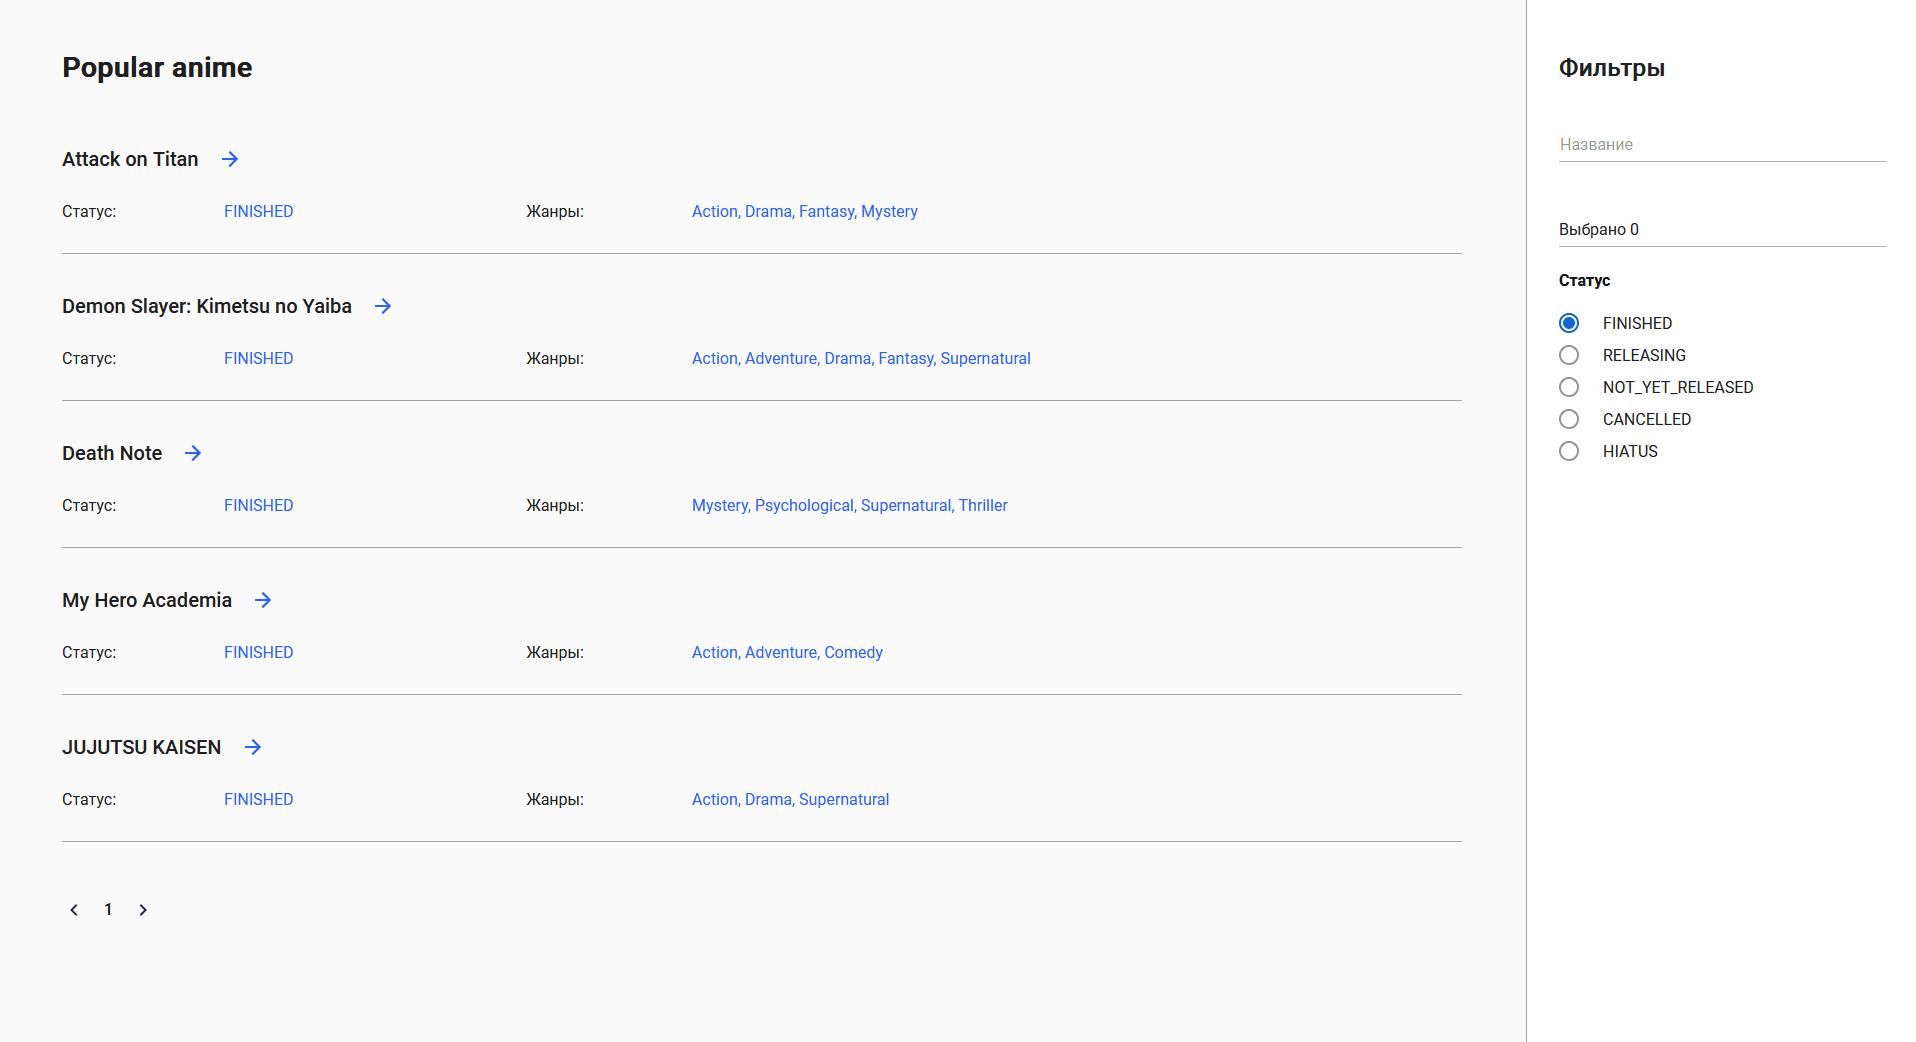 Popular anime
Attack on Titan
Статус: FINISHED Жанры: Action, Drama, Fantasy, Mystery
Demon Slayer: Kimetsu no Yaiba
Статус: FINISHED Жанры: Action, Adventure, Drama, Fantasy, Supernatural
Death Note
Статус: FINISHED Жанры: Mystery, Psychological, Supernatural, Thriller
My Hero Academia
Статус: FINISHED Жанры: Action, Adventure, Comedy
JUJUTSU KAISEN
Статус: FINISHED Жанры: Action, Drama, Supernatural
1
Фильтры
Название
Выбрано 0
Статус
FINISHED
RELEASING
NOT_YET_RELEASED
CANCELLED
HIATUS